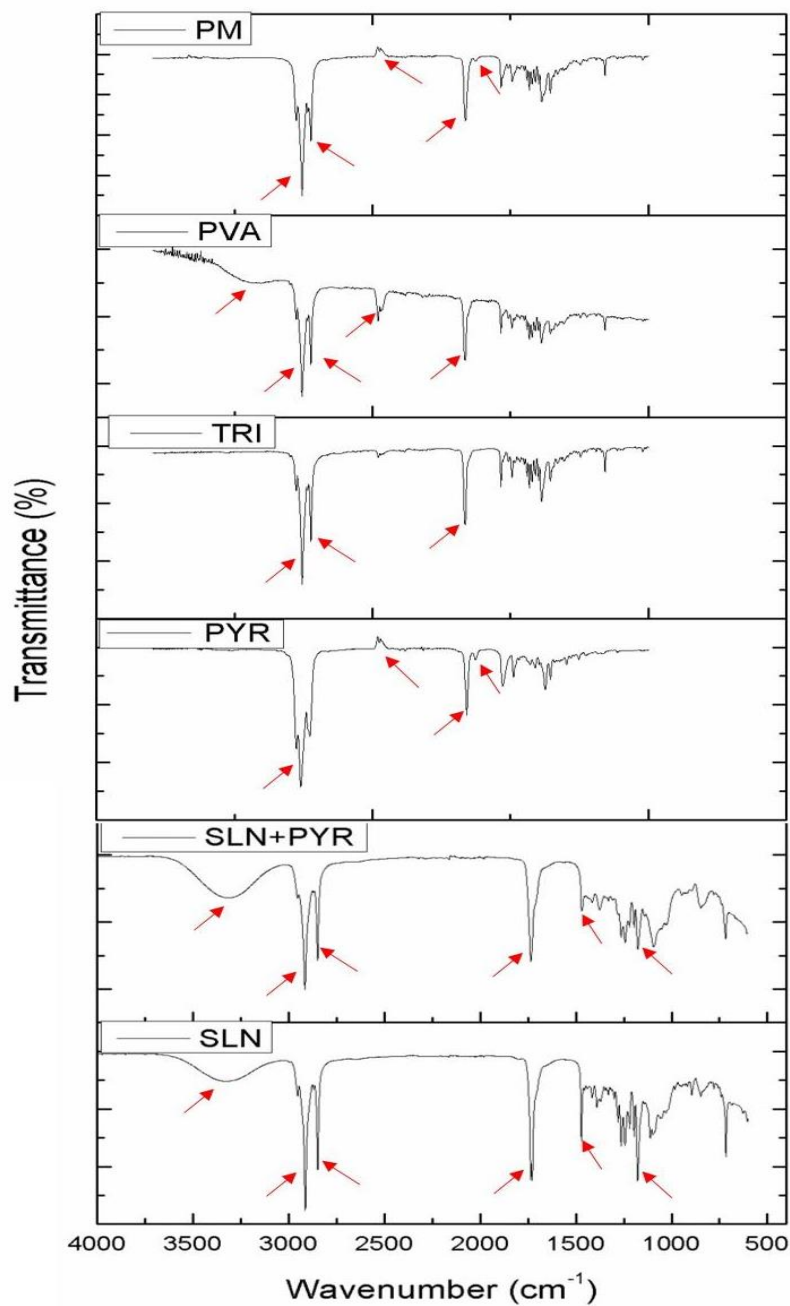 PM
PVA
TRI
PYR
SLN+PYR
SLN
Transmittance (%)
4000 3500 3000 2500 2000 1500 1000 500
Wavenumber (cm⁻¹)